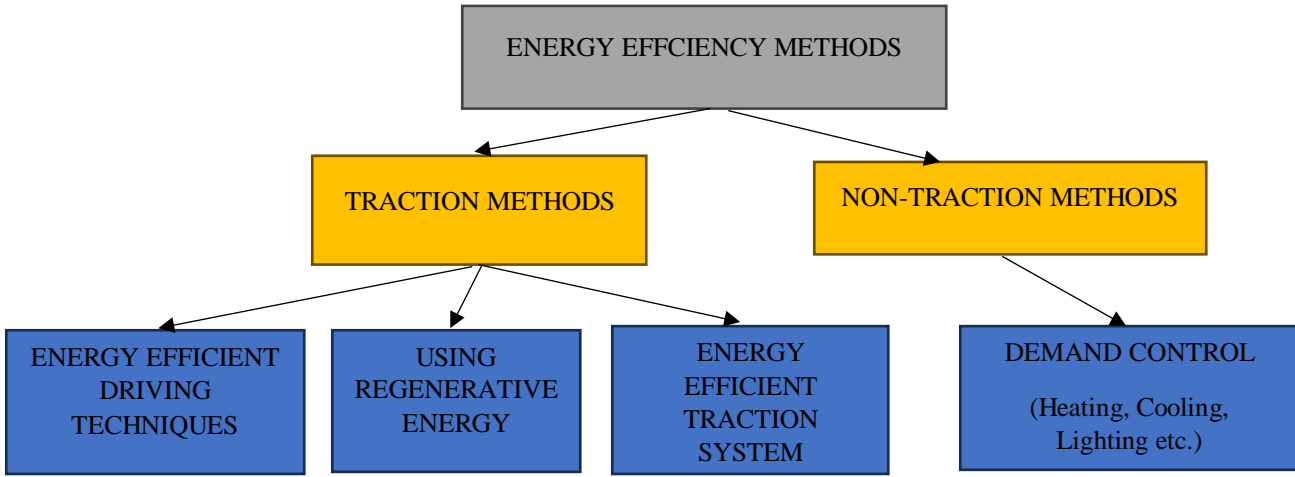 ENERGY EFFCIENCY METHODS
TRACTION METHODS
NON-TRACTION METHODS
ENERGY EFFICIENT
DRIVING
TECHNIQUES
USING
REGENERATIVE
ENERGY
ENERGY
EFFICIENT
TRACTION
SYSTEM
DEMAND CONTROL
(Heating, Cooling,
Lighting etc.)